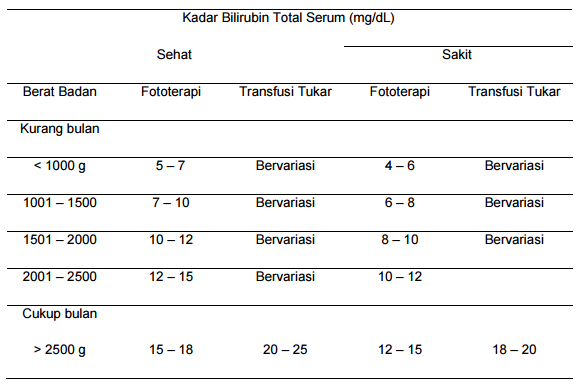 Kadar Bilirubin Total Serum (mg/dL)
Sehat Sakit
Berat Badan Fototerapi Transfusi Tukar Fototerapi Transfusi Tukar
Kurang bulan
< 1000 g 5 – 7 Bervariasi 4 – 6 Bervariasi
1001 – 1500 7 – 10 Bervariasi 6 – 8 Bervariasi
1501 – 2000 10 – 12 Bervariasi 8 – 10 Bervariasi
2001 – 2500 12 – 15 Bervariasi 10 – 12
Cukup bulan
> 2500 g 15 – 18 20 – 25 12 – 15 18 – 20